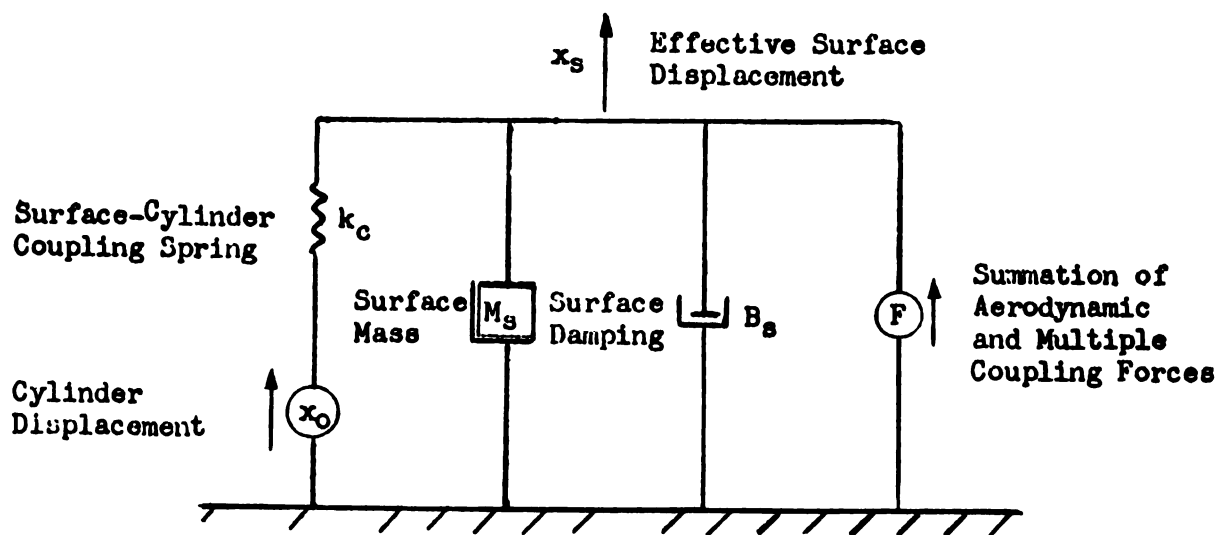 x_s
Effective Surface
Displacement
Surface-Cylinder
Coupling Spring
k_c
Surface
Mass
M_s
Surface
Damping
B_s
F
Summation of
Aerodynamic
and Multiple
Coupling Forces
Cylinder
Displacement
x_o